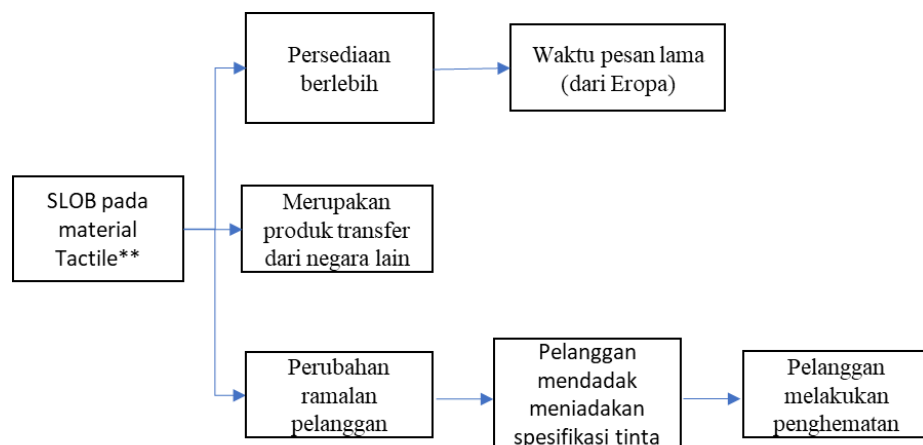 Persediaan
berlebih
Waktu pesan lama
(dari Eropa)
SLOB pada
material
Tactile**
Merupakan
produk transfer
dari negara lain
Perubahan
ramalan
pelanggan
Pelanggan
mendadak
meniadakan
spesifikasi tinta
Pelanggan
melakukan
penghematan